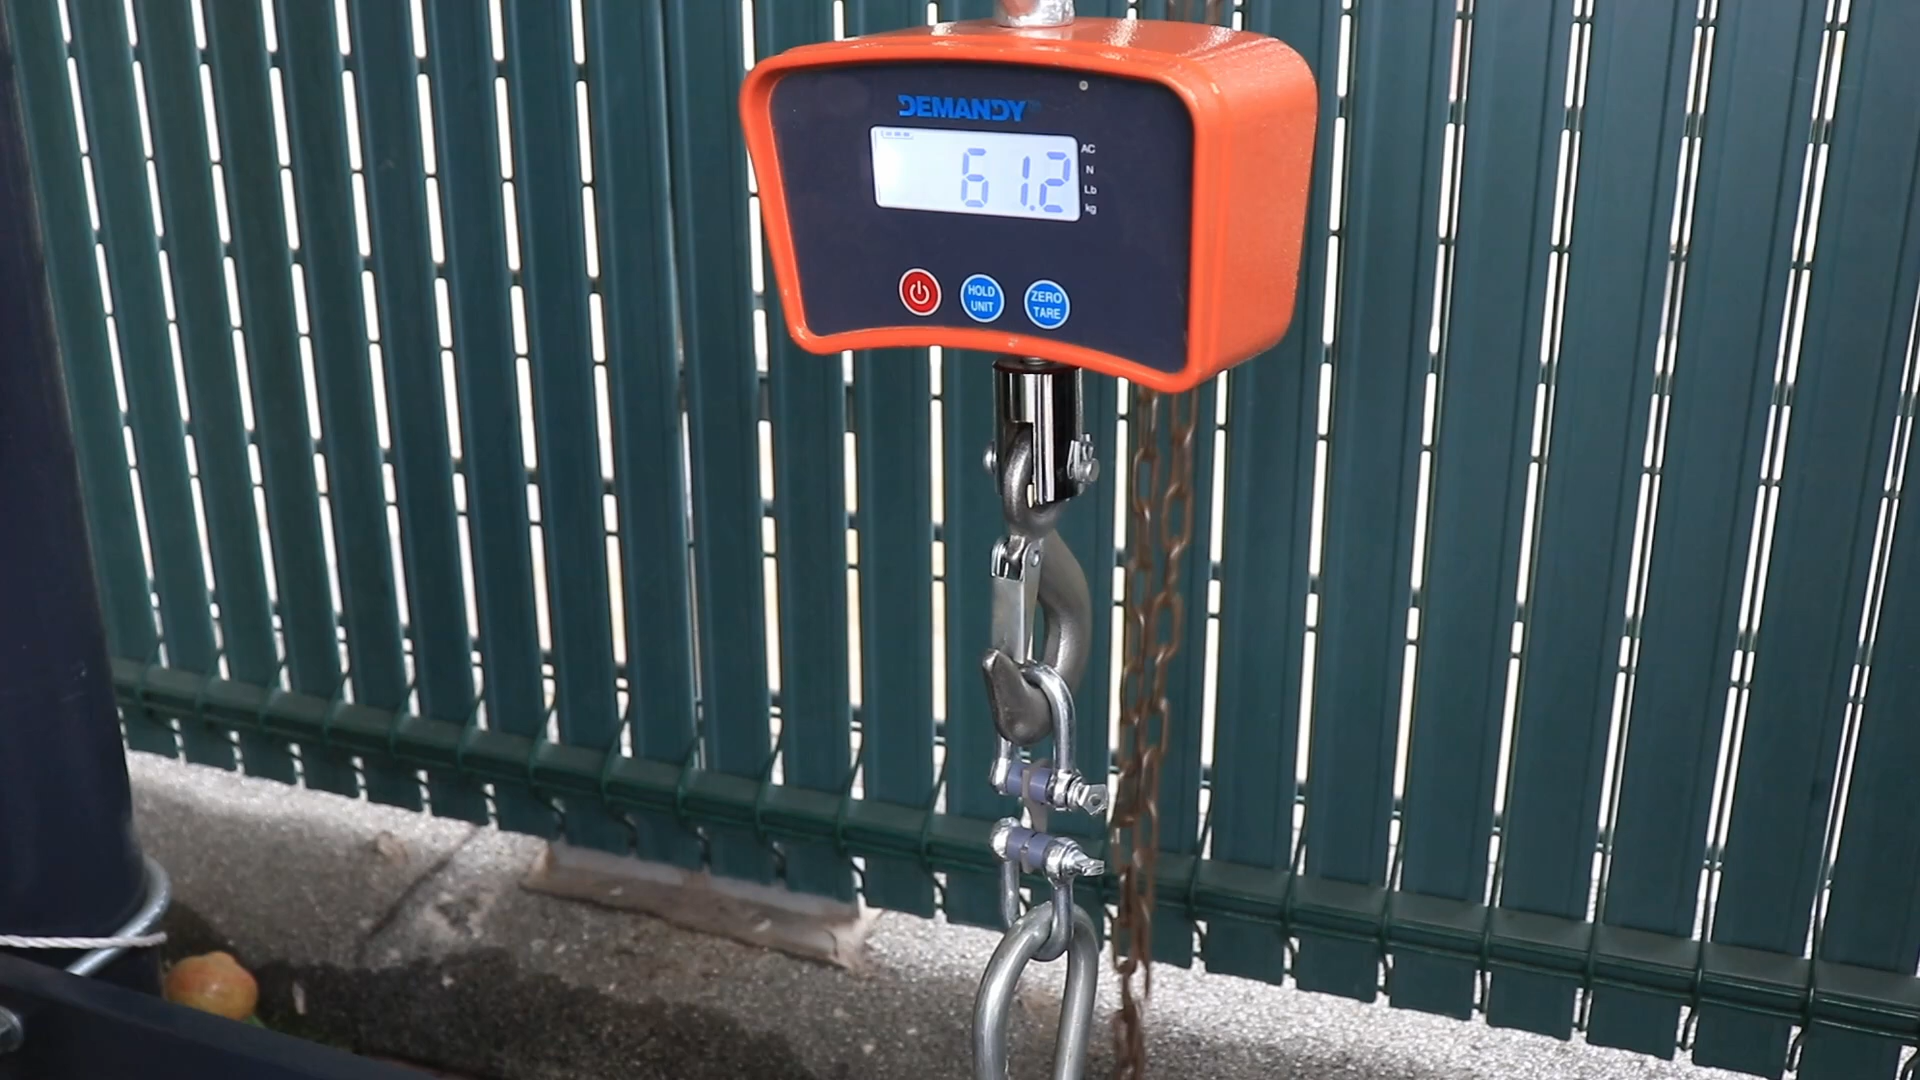 DEMANDY
61.2
AC
N
Lb
kg
HOLD
UNIT
ZERO
TARE